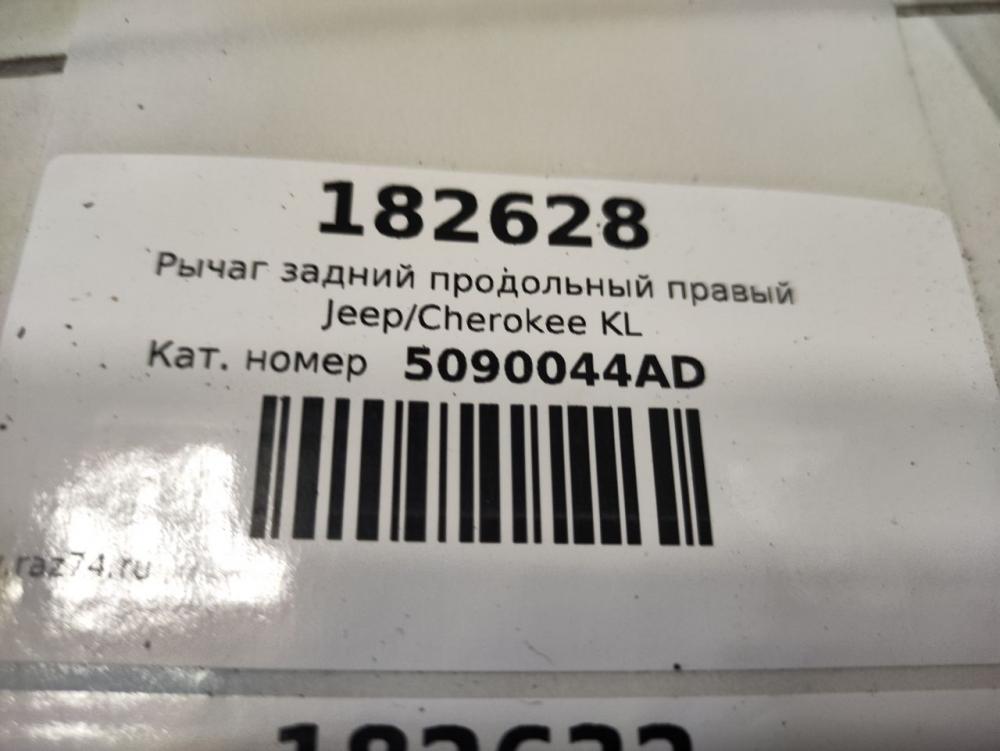 182628
Рычаг задний продольный правый
Jeep/Cherokee KL
Кат. номер 5090044AD
.raz74.ru